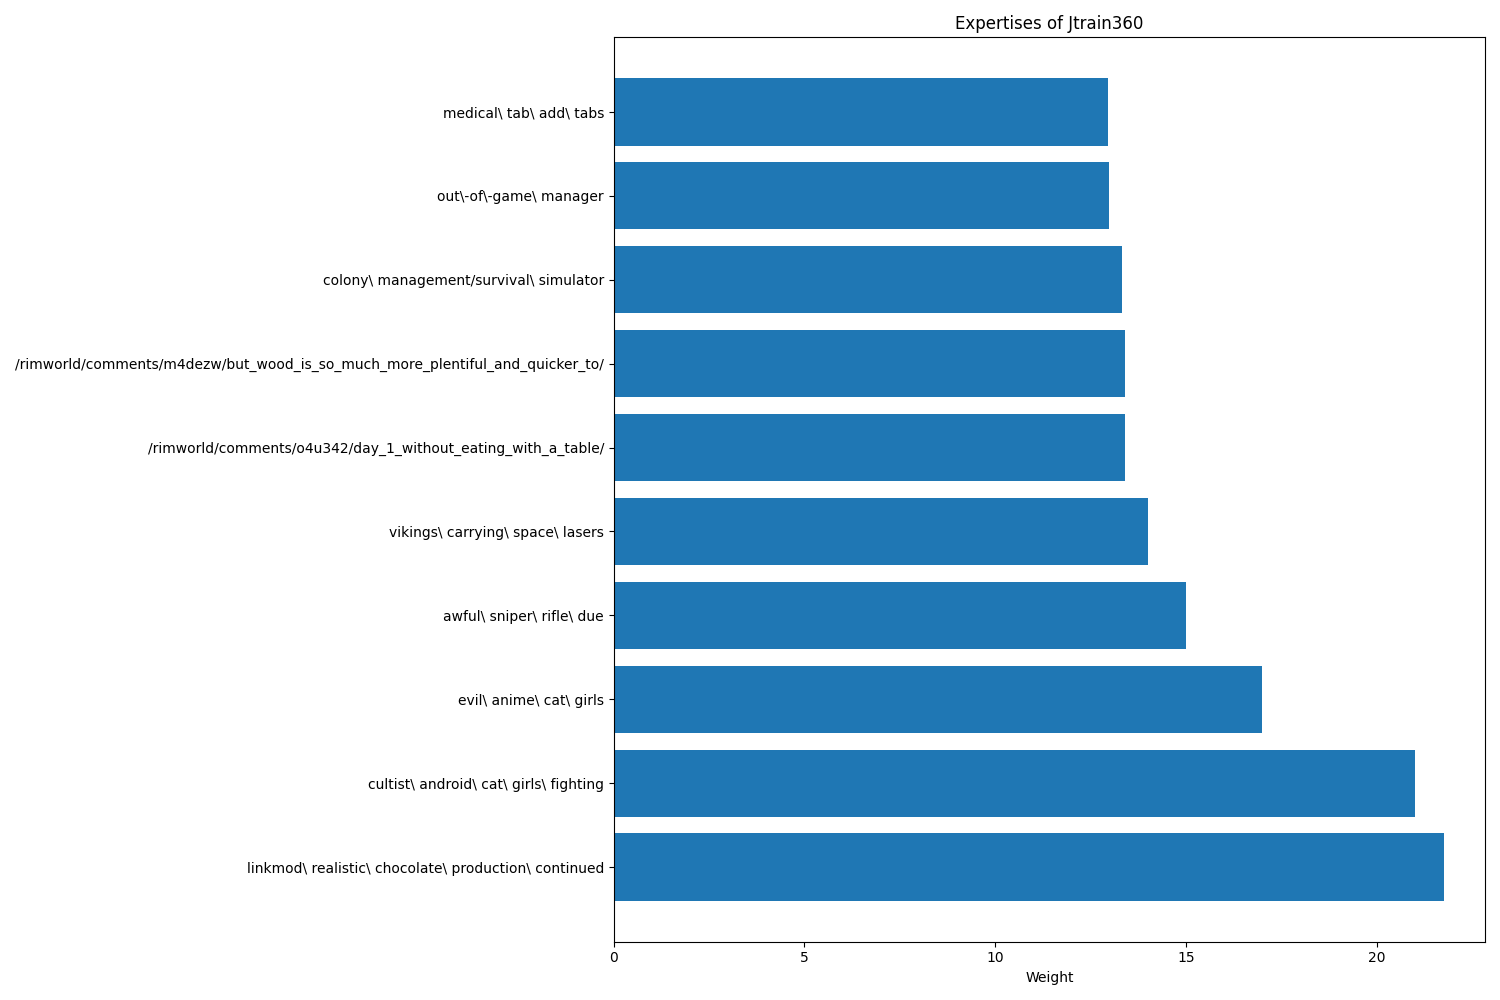 Expertises of Jtrain360
medical\ tab\ add\ tabs
out\-of\-game\ manager
colony\ management/survival\ simulator
/rimworld/comments/m4dezw/but_wood_is_so_much_more_plentiful_and_quicker_to/
/rimworld/comments/o4u342/day_1_without_eating_with_a_table/
vikings\ carrying\ space\ lasers
awful\ sniper\ rifle\ due
evil\ anime\ cat\ girls
cultist\ android\ cat\ girls\ fighting
linkmod\ realistic\ chocolate\ production\ continued
0 5 10 15 20
Weight